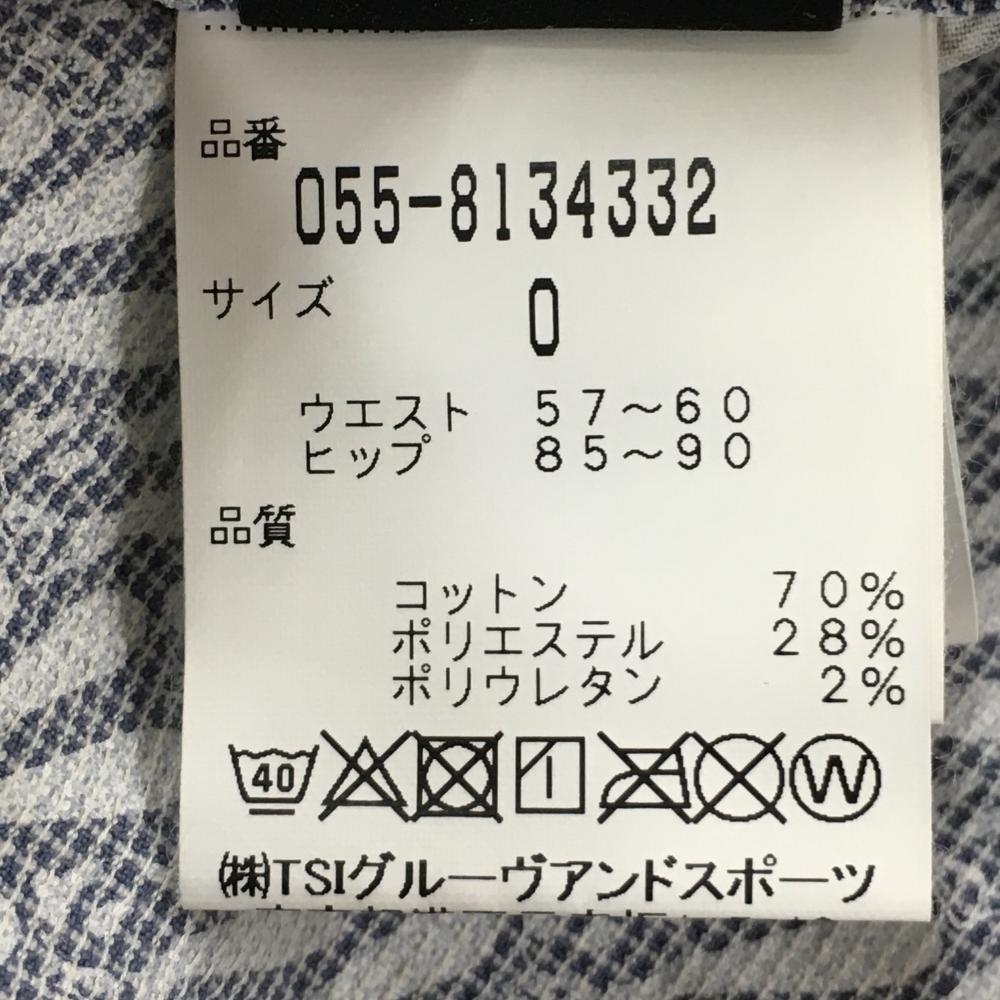 品番
055-8134332
サイズ 0
ウエスト 57~60
ヒップ 85~90
品質
コットン 70%
ポリエステル 28%
ポリウレタン 2%
40 W
㈱TSIグルーヴアンドスポーツ